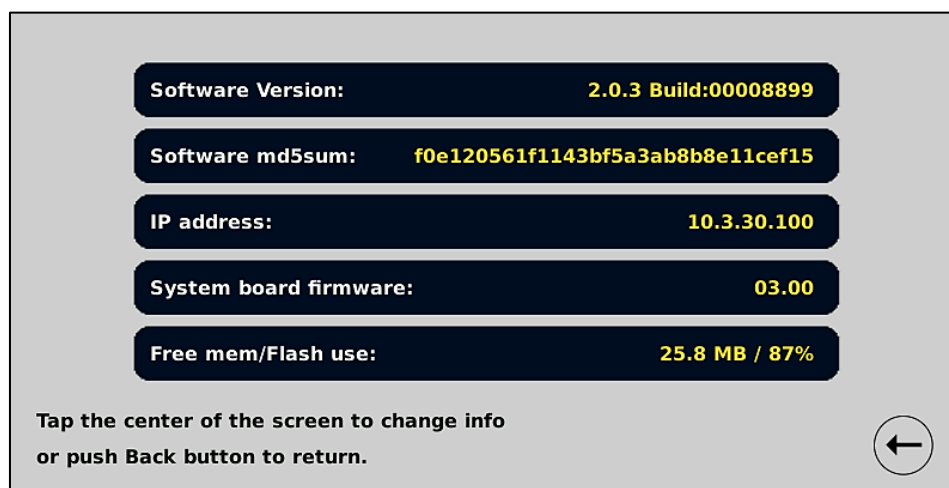 Software Version: 2.0.3 Build:00008899
Software md5sum: f0e120561f1143bf5a3ab8b8e11cef15
IP address: 10.3.30.100
System board firmware: 03.00
Free mem/Flash use: 25.8 MB / 87%
Tap the center of the screen to change info
or push Back button to return.